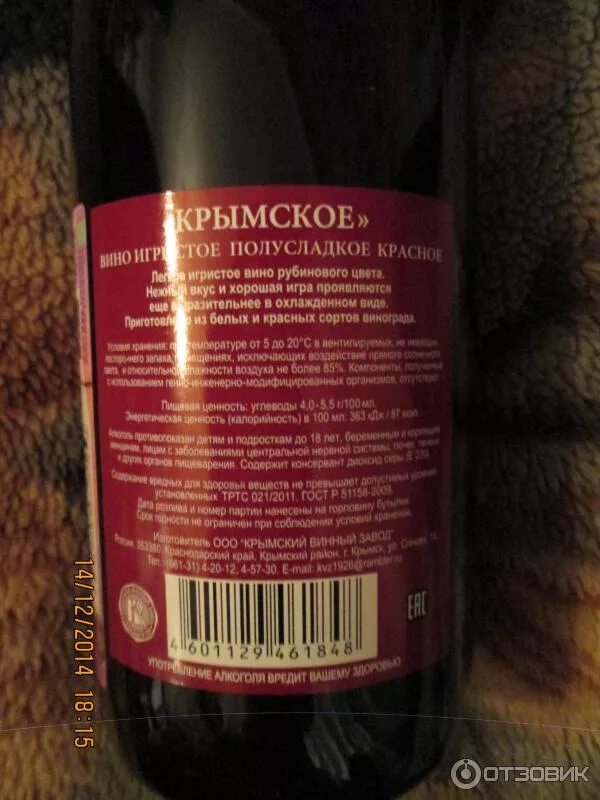 КРЫМСКОЕ»
ВИНО ИГРИСТОЕ ПОЛУСЛАДКОЕ КРАСНОЕ
Легкое игристое вино рубинового цвета.
Нежный вкус и хорошая игра проявляются
еще выразительнее в охлажденном виде.
Приготовлено из белых и красных сортов винограда.
Условия хранения: при температуре от 5 до 20°С в вентилируемых, не имеющих
постороннего запаха, помещениях, исключающих воздействие прямого солнечного
света, и относительной влажности воздуха не более 85%. Компоненты, полученные
с использованием генно-инженерно-модифицированных организмов, отсутствуют.
Пищевая ценность: углеводы 4,0-5,5 г/100 мл.
Энергетическая ценность (калорийность) в 100 мл: 363 кДж / 87 ккал.
Алкоголь противопоказан детям и подросткам до 18 лет, беременным и кормящим
женщинам, лицам с заболеваниями центральной нервной системы, почек, печени
и других органов пищеварения. Содержит консервант диоксид серы (Е 220).
Содержание вредных для здоровья веществ не превышает допустимых уровней,
установленных ТРТС 021/2011. ГОСТ Р 51158-2009.
Дата розлива и номер партии нанесены на горловину бутылки.
Срок годности не ограничен при соблюдении условий хранения.
Изготовитель ООО "КРЫМСКИЙ ВИННЫЙ ЗАВОД"
Россия, 353380, Краснодарский край, Крымский район, г. Крымск, ул.
Тел.: (861-31) 4-20-12, 4-57-30. E-mail: kvz1926@rambler.ru
4 601129 461848
EAC
УПОТРЕБЛЕНИЕ АЛКОГОЛЯ ВРЕДИТ ВАШЕМУ ЗДОРОВЬЮ
14/12/2014 18:15
ОТЗОВИК